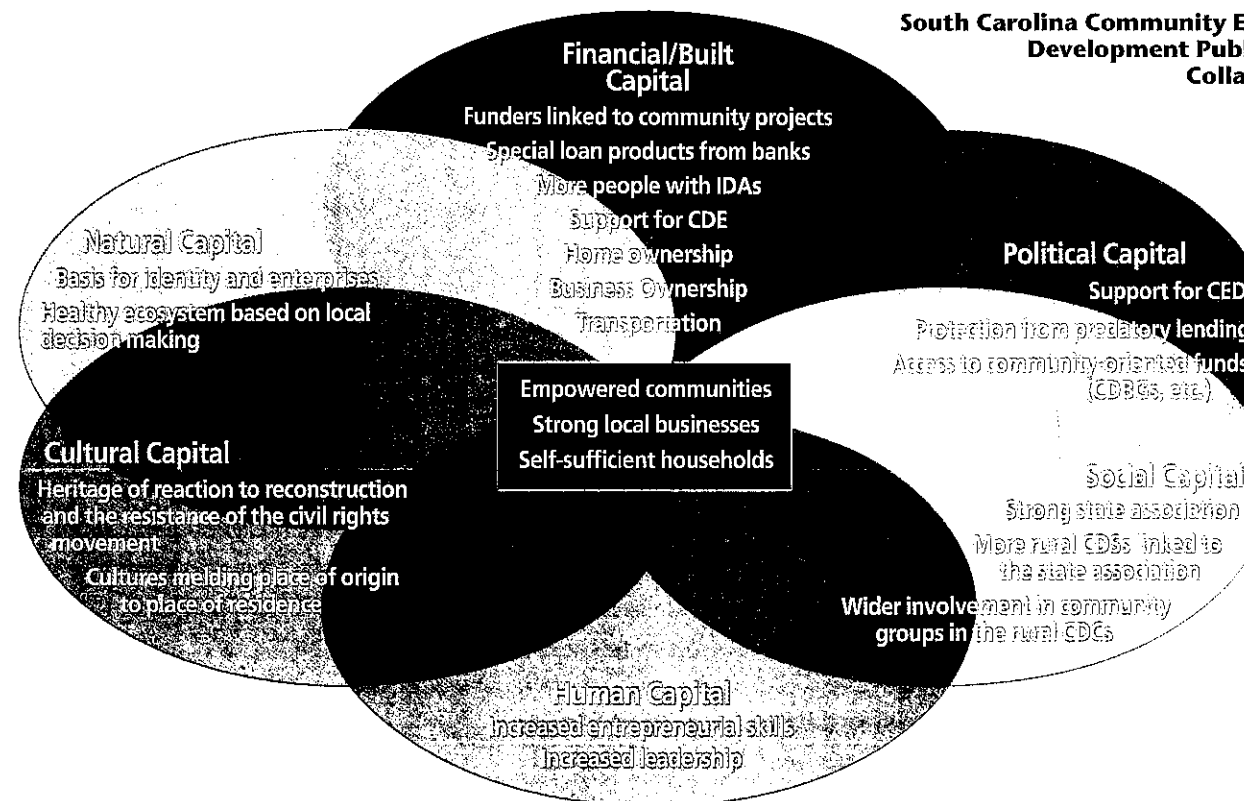 South Carolina Community E
Development Publ
Colla
Financial/Built
Capital
Funders linked to community projects
Special loan products from banks
More people with IDAs
Support for CDE
Home ownership
Business Ownership
Transportation
Natural Capital
Basis for identity and enterprises
Healthy ecosystem based on local
decision making
Political Capital
Support for CED
Protection from predatory lending
Access to community-oriented funds
(CDBGs, etc.)
Empowered communities
Strong local businesses
Self-sufficient households
Cultural Capital
Heritage of reaction to reconstruction
and the resistance of the civil rights
movement
Cultures melding place of origin
to place of residence
Social Capital
Strong state association
More rural CDSs linked to
the state association
Wider involvement in community
groups in the rural CDCs
Human Capital
Increased entrepreneurial skills
Increased leadership